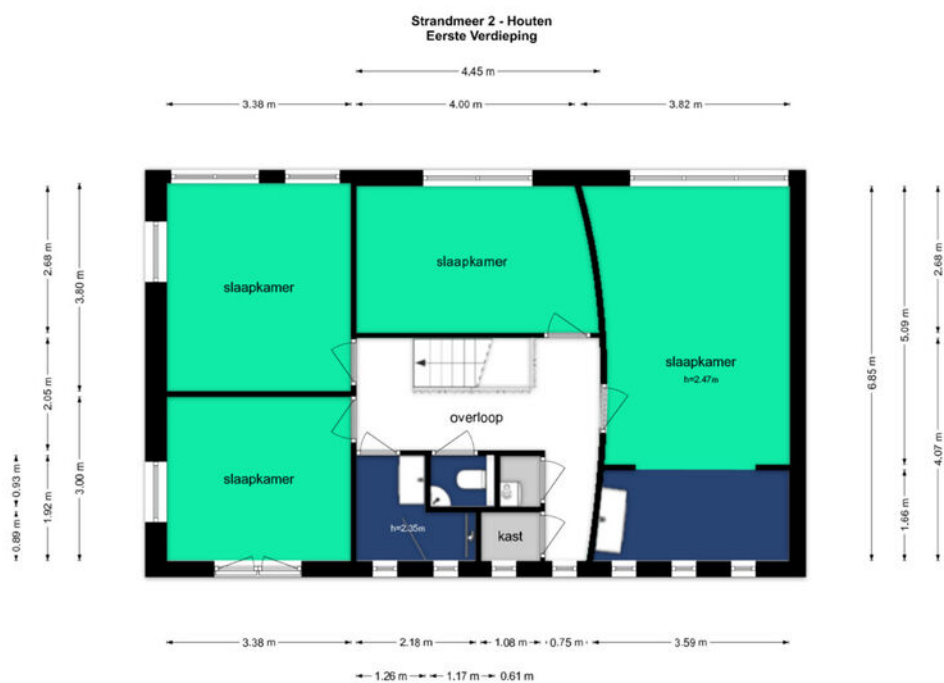 Strandmeer 2 - Houten
Eerste Verdieping
4.45 m
3.38 m
4.00 m
3.82 m
2.68 m
3.80 m
2.05 m
3.00 m
0.93 m
1.92 m
0.89 m
slaapkamer
slaapkamer
slaapkamer
h=2.47m
overloop
slaapkamer
h=2.35m
kast
6.85 m
5.09 m
2.68 m
4.07 m
1.66 m
3.38 m
2.18 m
1.08 m
0.75 m
3.59 m
1.26 m
1.17 m
0.61 m